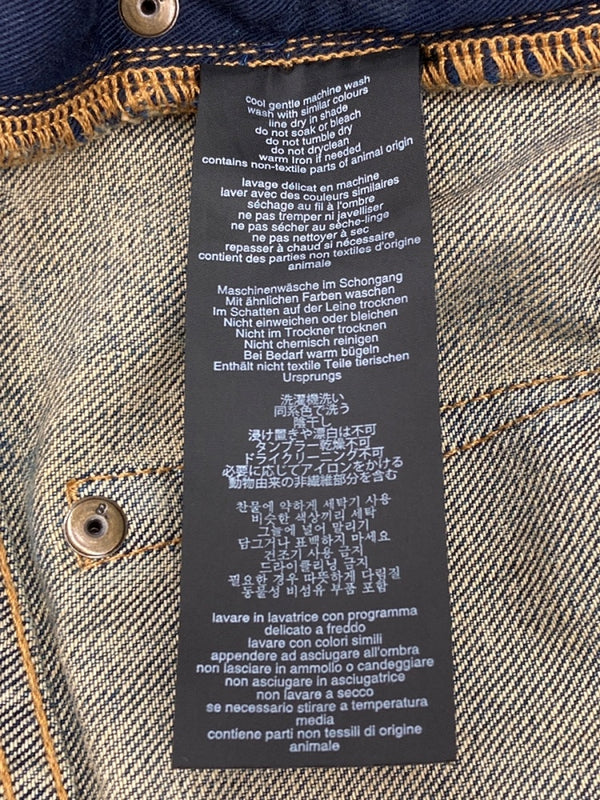 cool gentle machine wash
wash with similar colours
line dry in shade
do not soak or bleach
do not tumble dry
do not dryclean
warm Iron if needed
contains non-textile parts of animal origin
lavage délicat en machine
laver avec des couleurs similaires
séchage au fil à l'ombre
ne pas tremper ni javelliser
ne pas sécher au sèche-linge
ne pas nettoyer à sec
repasser à chaud si nécessaire
contient des parties non textiles d'origine
animale
Maschinenwäsche im Schongang
Mit ähnlichen Farben waschen
Im Schatten auf der Leine trocknen
Nicht einweichen oder bleichen
Nicht im Trockner trocknen
Nicht chemisch reinigen
Bei Bedarf warm bügeln
Enthält nicht textile Teile tierischen
Ursprungs
洗濯機洗い
同系色で洗う
陰干し
浸け置きや漂白は不可
タンブラー乾燥不可
ドライクリーニング不可
必要に応じてアイロンをかける
動物由来の非繊維部分を含む
찬물에 약하게 세탁기 사용
비슷한 색상끼리 세탁
그늘에 널어 말리기
담그거나 표백하지 마세요
건조기 사용 금지
드라이클리닝 금지
필요한 경우 따뜻하게 다림질
동물성 비섬유 부품 포함
lavare in lavatrice con programma
delicato a freddo
lavare con colori simili
appendere ad asciugare all'ombra
non lasciare in ammollo o candeggiare
non asciugare in asciugatrice
non lavare a secco
se necessario stirare a temperatura
media
contiene parti non tessili di origine
animale